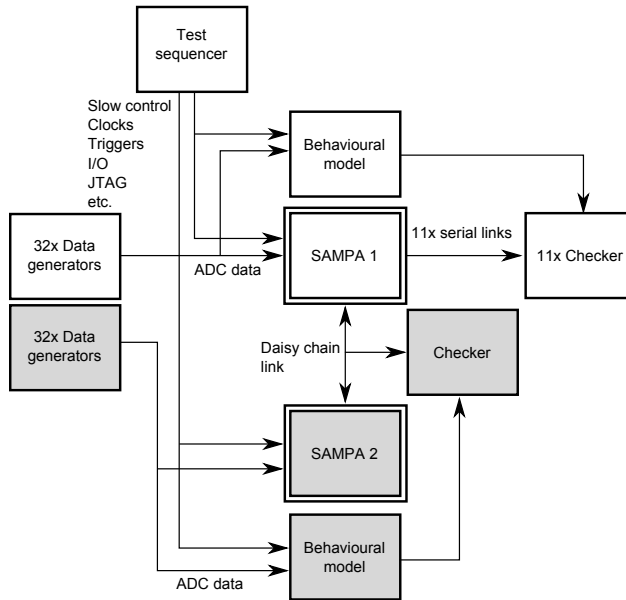 Test
sequencer
Slow control
Clocks
Triggers
I/O
JTAG
etc.
Behavioural
model
32x Data
generators
ADC data
SAMPA 1
11x serial links
11x Checker
32x Data
generators
Daisy chain
link
Checker
SAMPA 2
Behavioural
model
ADC data